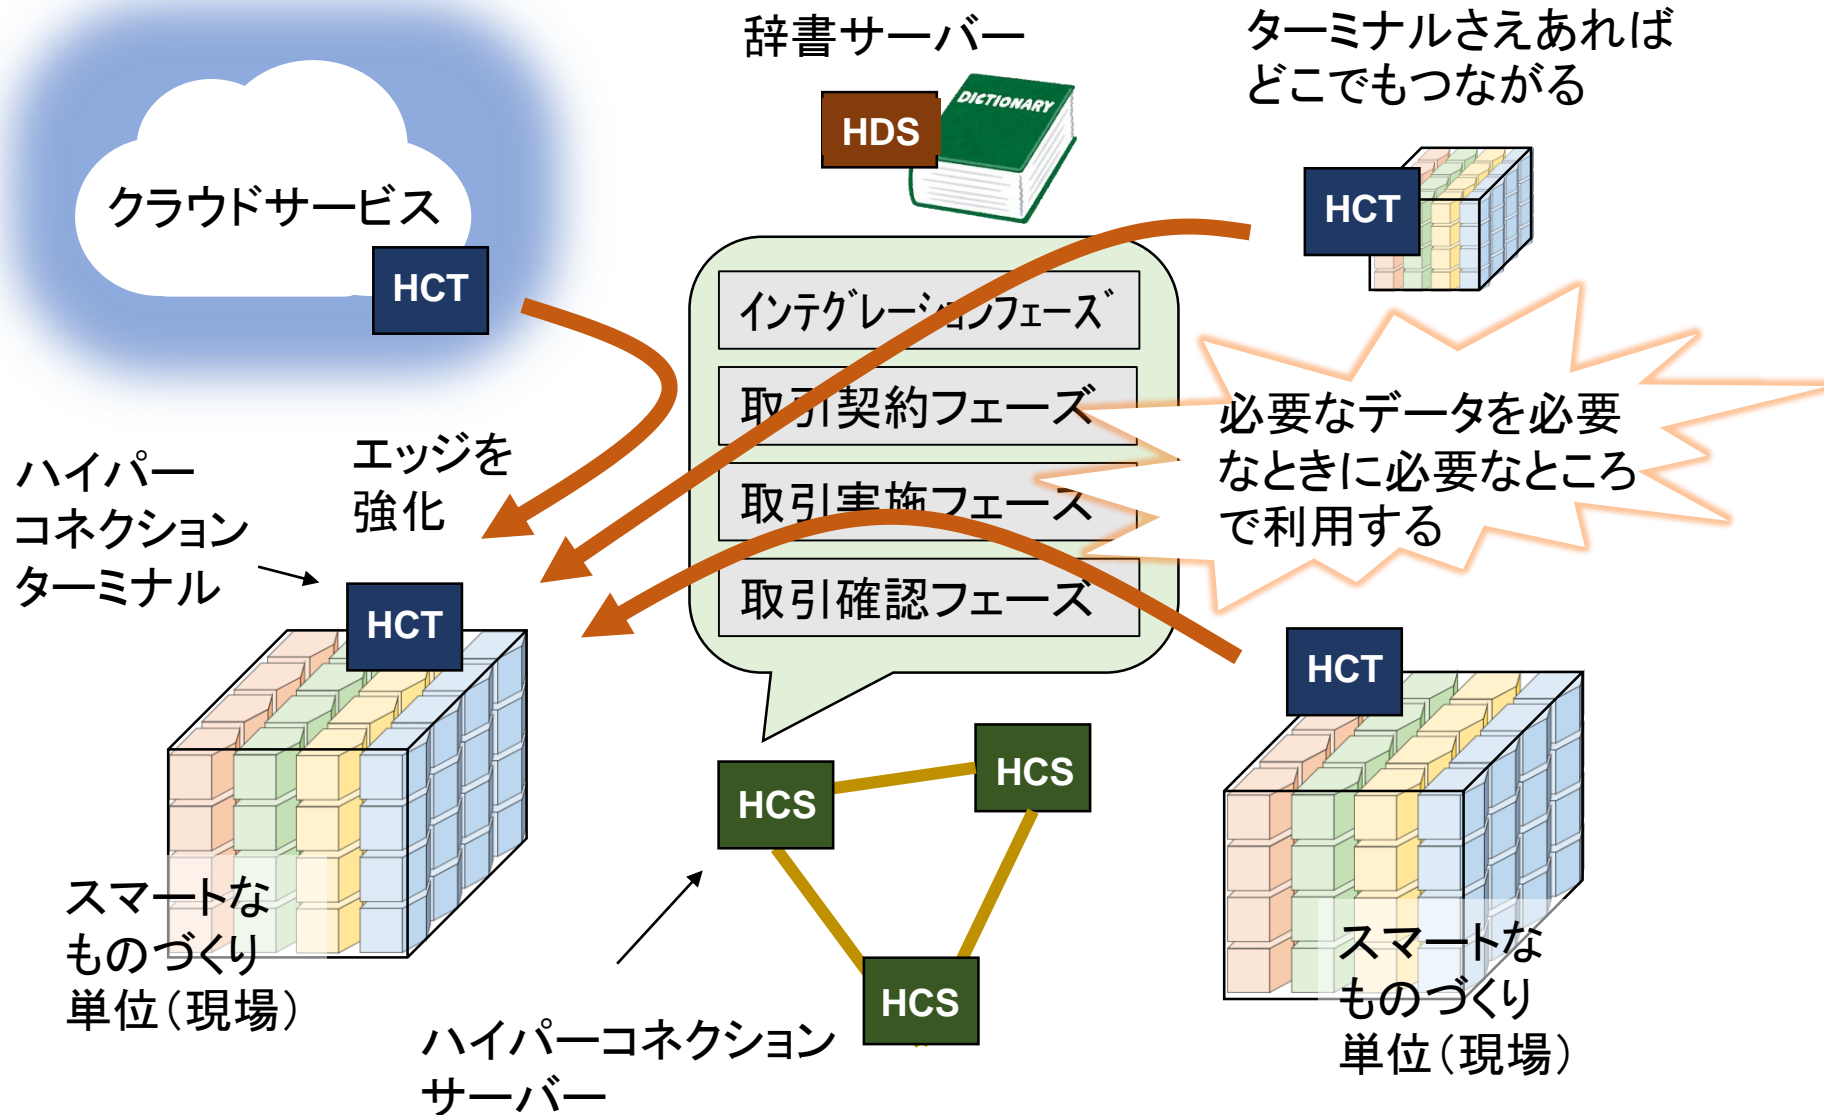 辞書サーバー
ターミナルさえあれば
どこでもつながる
DICTIONARY
HDS
クラウドサービス
HCT
HCT
インテグレーションフェーズ
取引契約フェーズ
取引実施フェーズ
取引確認フェーズ
必要なデータを必要
なときに必要なところ
で利用する
エッジを
強化
ハイパー
コネクション
ターミナル
HCT
HCT
HCS
HCS
HCS
スマートな
ものづくり
単位（現場）
スマートな
ものづくり
単位（現場）
ハイパーコネクション
サーバー